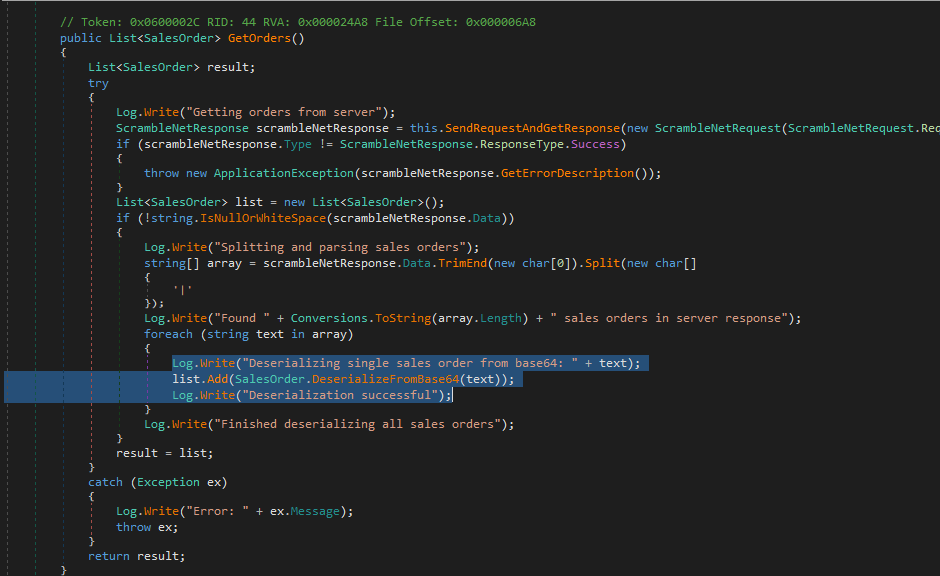 // Token: 0x0600002C RID: 44 RVA: 0x000024A8 File Offset: 0x000006A8
public List<SalesOrder> GetOrders()
{
List<SalesOrder> result;
try
{
Log.Write("Getting orders from server");
ScrambleNetResponse scrambleNetResponse = this.SendRequestAndGetResponse(new ScrambleNetRequest(ScrambleNetRequest.Rec
if (scrambleNetResponse.Type != ScrambleNetResponse.ResponseType.Success)
{
throw new ApplicationException(scrambleNetResponse.GetErrorDescription());
}
List<SalesOrder> list = new List<SalesOrder>();
if (!string.IsNullOrWhiteSpace(scrambleNetResponse.Data))
{
Log.Write("Splitting and parsing sales orders");
string[] array = scrambleNetResponse.Data.TrimEnd(new char[0]).Split(new char[]
{
'|'
});
Log.Write("Found " + Conversions.ToString(array.Length) + " sales orders in server response");
foreach (string text in array)
{
Log.Write("Deserializing single sales order from base64: " + text);
list.Add(SalesOrder.DeserializeFromBase64(text));
Log.Write("Deserialization successful");
}
Log.Write("Finished deserializing all sales orders");
}
result = list;
}
catch (Exception ex)
{
Log.Write("Error: " + ex.Message);
throw ex;
}
return result;
}